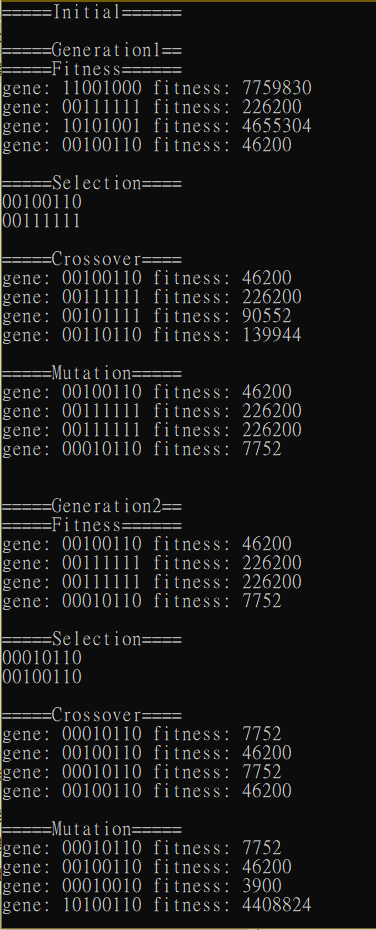 =====Initial======
=====Generation1==
=====Fitness======
gene: 11001000 fitness: 7759830
gene: 00111111 fitness: 226200
gene: 10101001 fitness: 4655304
gene: 00100110 fitness: 46200
=====Selection====
00100110
00111111
=====Crossover====
gene: 00100110 fitness: 46200
gene: 00111111 fitness: 226200
gene: 00101111 fitness: 90552
gene: 00110110 fitness: 139944
=====Mutation=====
gene: 00100110 fitness: 46200
gene: 00111111 fitness: 226200
gene: 00111111 fitness: 226200
gene: 00010110 fitness: 7752
=====Generation2==
=====Fitness======
gene: 00100110 fitness: 46200
gene: 00111111 fitness: 226200
gene: 00111111 fitness: 226200
gene: 00010110 fitness: 7752
=====Selection====
00010110
00100110
=====Crossover====
gene: 00010110 fitness: 7752
gene: 00100110 fitness: 46200
gene: 00010110 fitness: 7752
gene: 00100110 fitness: 46200
=====Mutation=====
gene: 00010110 fitness: 7752
gene: 00100110 fitness: 46200
gene: 00010010 fitness: 3900
gene: 10100110 fitness: 4408824